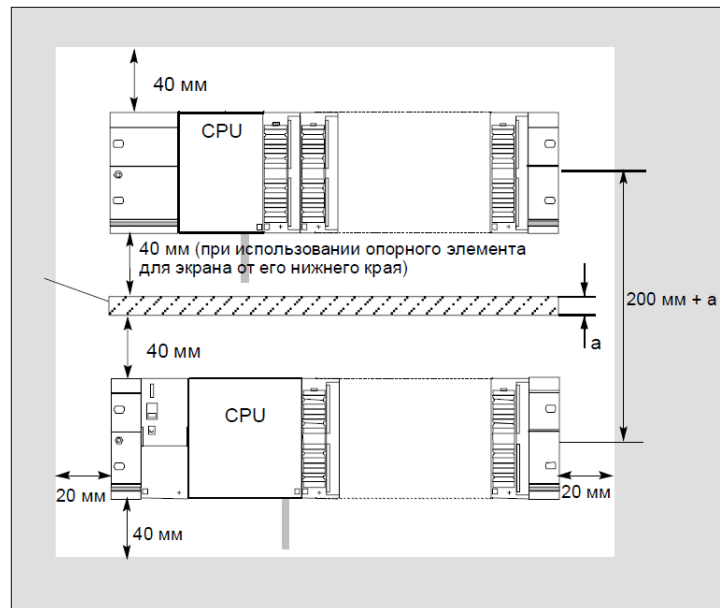 40 мм
CPU
40 мм (при использовании опорного элемента
для экрана от его нижнего края)
200 мм + a
a
40 мм
CPU
20 мм
20 мм
40 мм